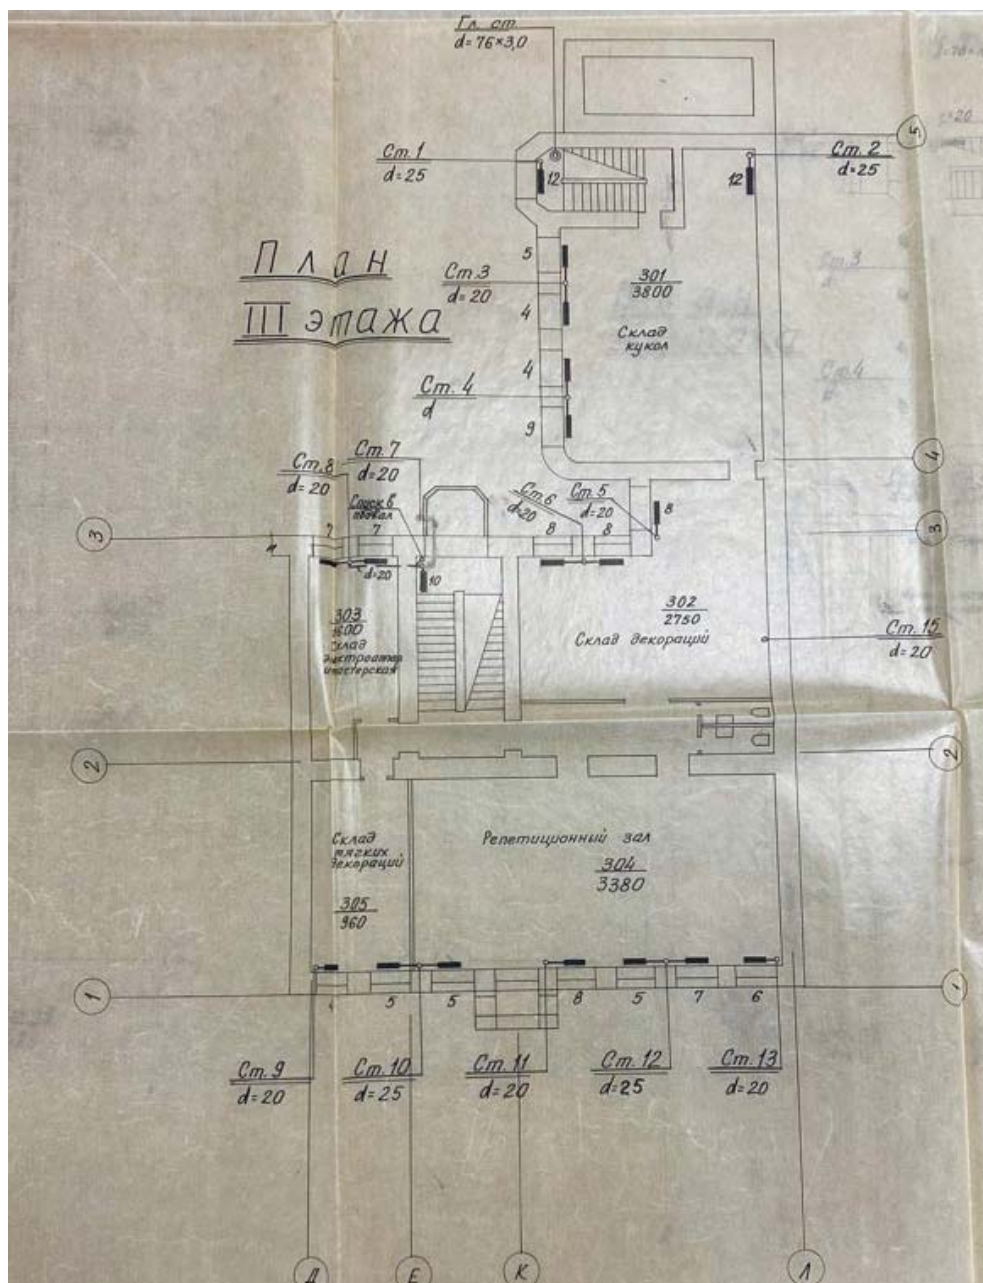 Гл. ст.
d=76×3,0
5
Ст. 1
d=25
12
12
Ст. 2
d=25
План
III этажа
5
Ст.3
d=20
4
301
3800
Склад
кукол
4
Ст. 4
d
9
4
Ст.8
d=20
Ст.7
d=20
Спуск в
Ст.6
d=20
Ст.5
d=20
8
3
7
7
8
8
3
d=20
10
303
302
2750
Склад декораций
Ст. 15
d=20
Склад
мастерская
2
2
Склад
мягких
декораций
Репетиционный зал
304
3380
305
960
1
4
5
5
8
5
7
6
1
Ст. 9
d=20
Ст. 10
d=25
Ст. 11
d=20
Ст. 12
d=25
Ст. 13
d=20
Д
Е
К
Л